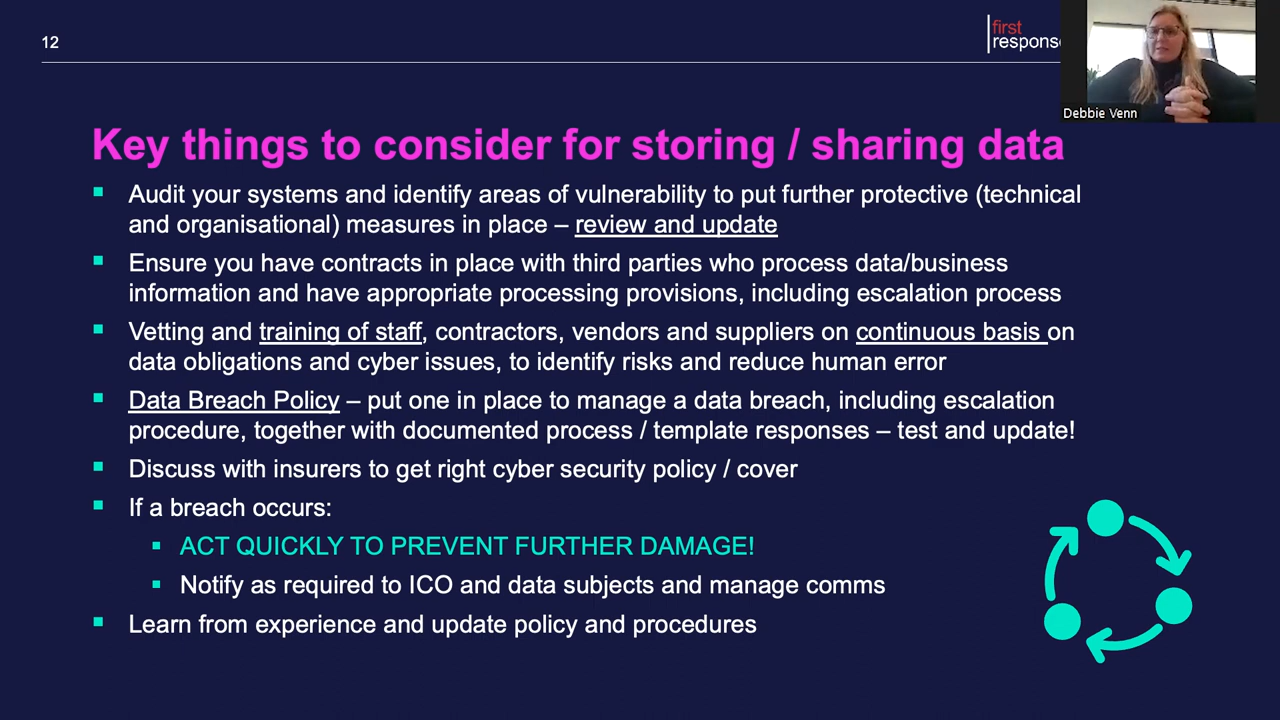 12
first
response
Debbie Venn
Key things to consider for storing / sharing data
Audit your systems and identify areas of vulnerability to put further protective (technical
and organisational) measures in place – review and update
Ensure you have contracts in place with third parties who process data/business
information and have appropriate processing provisions, including escalation process
Vetting and training of staff, contractors, vendors and suppliers on continuous basis on
data obligations and cyber issues, to identify risks and reduce human error
Data Breach Policy – put one in place to manage a data breach, including escalation
procedure, together with documented process / template responses – test and update!
Discuss with insurers to get right cyber security policy / cover
If a breach occurs:
ACT QUICKLY TO PREVENT FURTHER DAMAGE!
Notify as required to ICO and data subjects and manage comms
Learn from experience and update policy and procedures